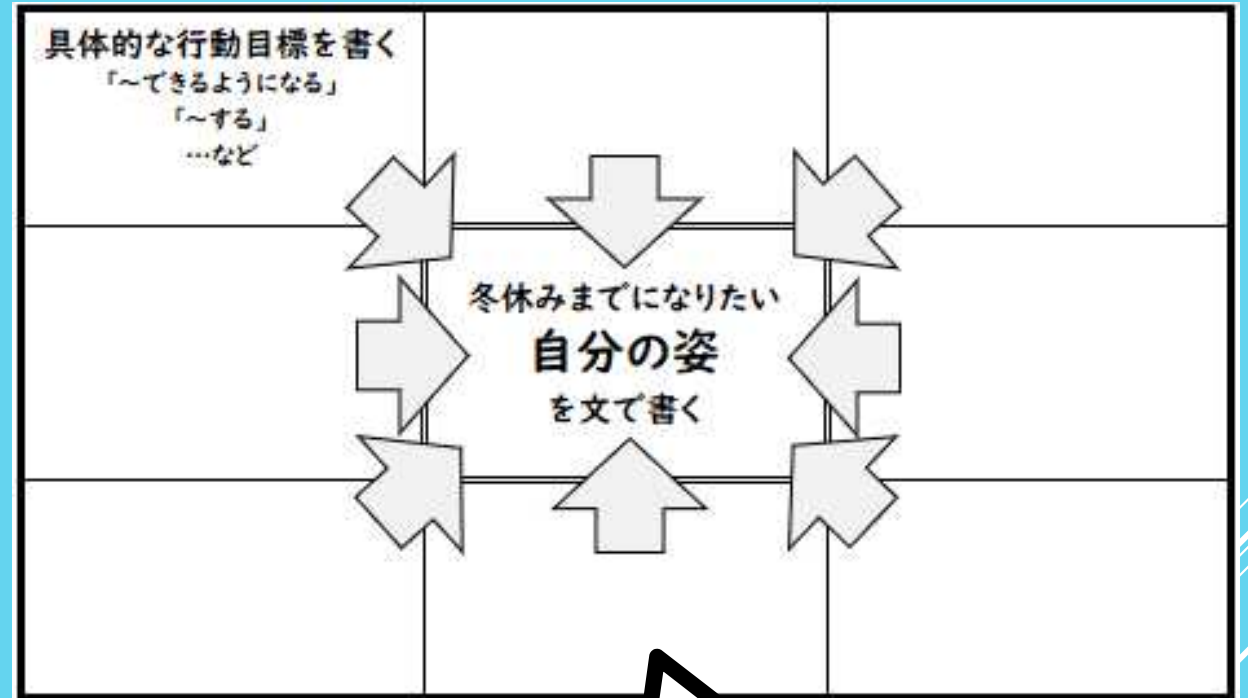 具体的な行動目標を書く
「~できるようになる」
「~する」
…など
冬休みまでになりたい
自分の姿
を文で書く